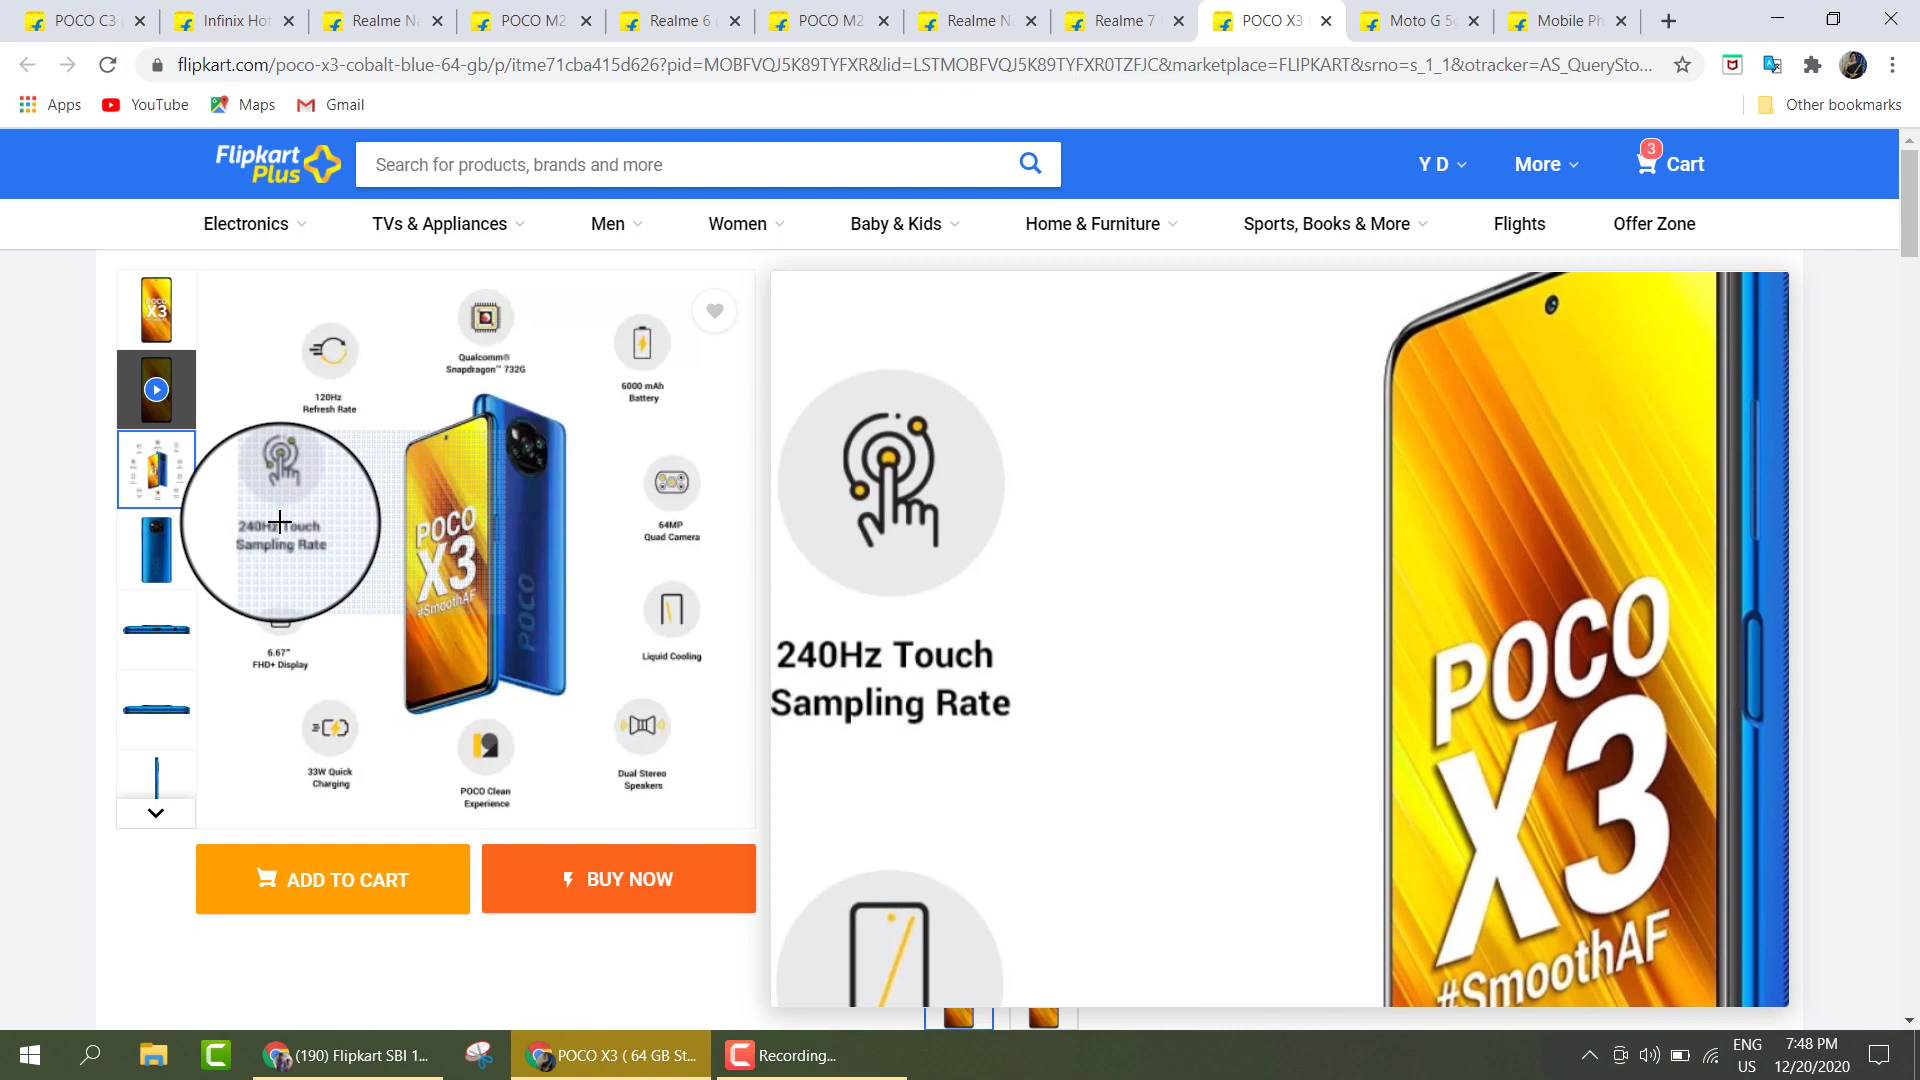 POCO C3
Infinix Hot
Realme Na
POCO M2
Realme 6
POCO M2
Realme Na
Realme 7
POCO X3
Moto G 5G
Mobile Ph
flipkart.com/poco-x3-cobalt-blue-64-gb/p/itme71cba415d626?pid=MOBFVQJ5K89TYFXR&lid=LSTMOBFVQJ5K89TYFXR0TZFJC&marketplace=FLIPKART&srno=s_1_1&otracker=AS_QuerySto...
Apps
YouTube
Maps
Gmail
Other bookmarks
Flipkart
Plus
Search for products, brands and more
Y D
More
3
Cart
Electronics
TVs & Appliances
Men
Women
Baby & Kids
Home & Furniture
Sports, Books & More
Flights
Offer Zone
POCO
X3
120Hz
Refresh Rate
Qualcomm®
Snapdragon™ 732G
6000 mAh
Battery
240Hz Touch
Sampling Rate
64MP
Quad Camera
6.67"
FHD+ Display
Liquid Cooling
33W Quick
Charging
POCO Clean
Experience
Dual Stereo
Speakers
POCO
X3
#SmoothAF
POCO
240Hz Touch
Sampling Rate
POCO
X3
#SmoothAF
ADD TO CART
BUY NOW
(190) Flipkart SBI 1...
POCO X3 ( 64 GB St...
Recording...
ENG
US
7:48 PM
12/20/2020